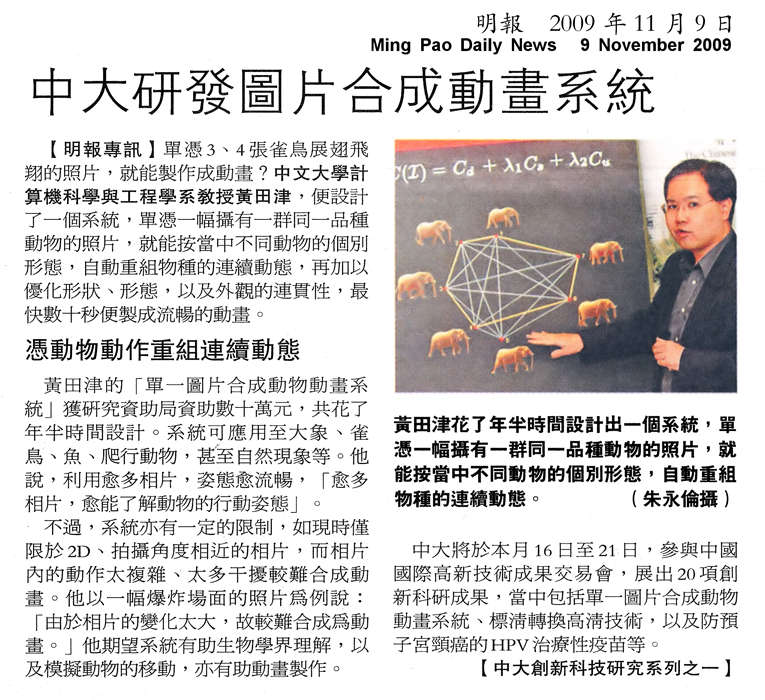 明報 2009年11月9日
Ming Pao Daily News 9 November 2009
中大研發圖片合成動畫系統
【明報專訊】單憑3、4張雀鳥展翅飛
翔的照片，就能製作成動畫？中文大學計
算機科學與工程學系教授黃田津，便設計
了一個系統，單憑一幅攝有一群同一品種
動物的照片，就能按當中不同動物的個別
形態，自動重組物種的連續動態，再加以
優化形狀、形態，以及外觀的連貫性，最
快數十秒便製成流暢的動畫。
憑動物動作重組連續動態
黃田津的「單一圖片合成動物動畫系
統」獲研究資助局資助數十萬元，共花了
年半時間設計。系統可應用至大象、雀
鳥、魚、爬行動物，甚至自然現象等。他
說，利用愈多相片，姿態愈流暢，「愈多
相片，愈能了解動物的行動姿態」。
不過，系統亦有一定的限制，如現時僅
限於2D、拍攝角度相近的相片，而相片
內的動作太複雜、太多干擾較難合成動
畫。他以一幅爆炸場面的照片爲例說：
「由於相片的變化太大，故較難合成爲動
畫。」他期望系統有助生物學界理解，以
及模擬動物的移動，亦有助動畫製作。
C(I) = Cd + λ1Cs + λ2Cu
黃田津花了年半時間設計出一個系統，單
憑一幅攝有一群同一品種動物的照片，就
能按當中不同動物的個別形態，自動重組
物種的連續動態。 （朱永倫攝）
中大將於本月16日至21日，參與中國
國際高新技術成果交易會，展出20項創
新科研成果，當中包括單一圖片合成動物
動畫系統、標清轉換高清技術，以及防預
子宮頸癌的HPV治療性疫苗等。
【中大創新科技研究系列之一】